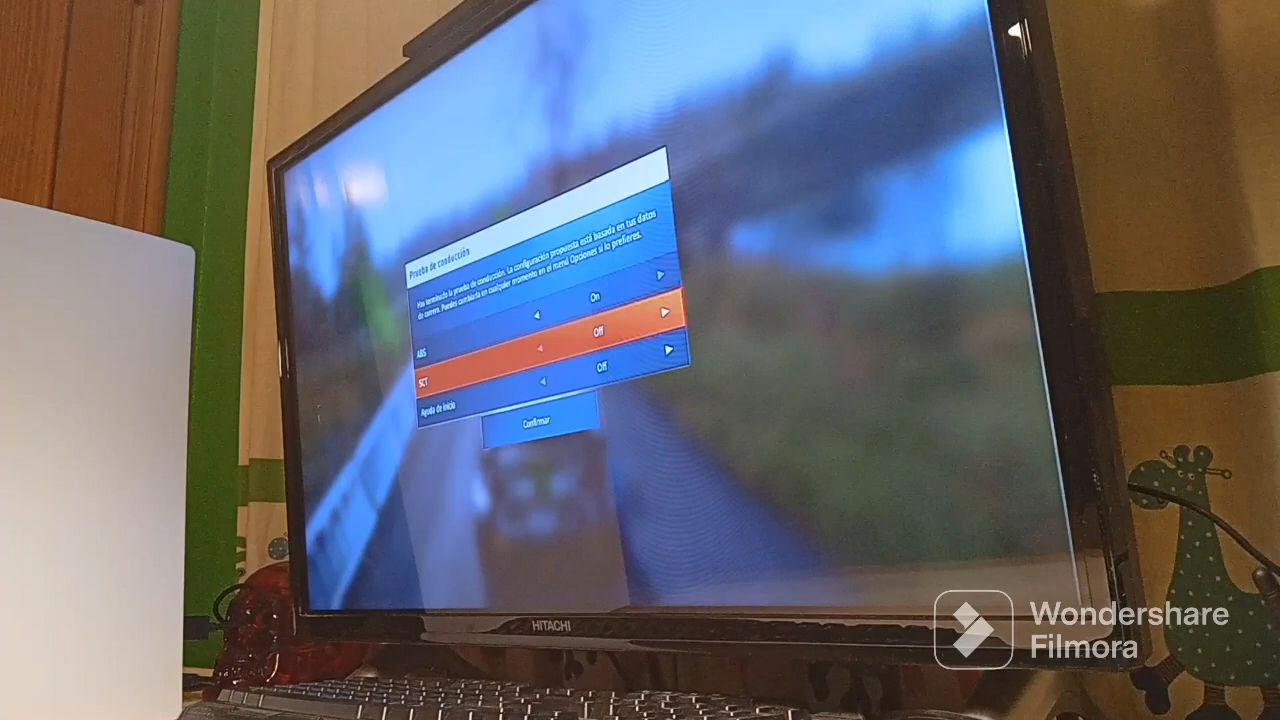 Prueba de conducción
Has terminado la prueba de conducción. La configuración propuesta está basada en tus datos
de carrera. Puedes cambiarla en cualquier momento en el menú Opciones si lo prefieres.
ABS On
SCT Off
Ayuda de inicio Off
Confirmar
HITACHI
Wondershare
Filmora